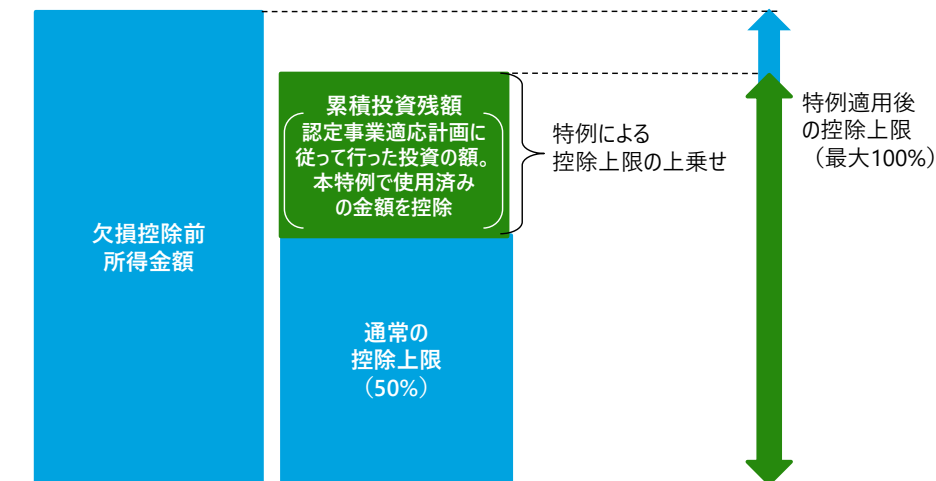 欠損控除前
所得金額
累積投資残額
認定事業適応計画に
従って行った投資の額。
本特例で使用済み
の金額を控除
通常の
控除上限
（50%）
特例による
控除上限の上乗せ
特例適用後
の控除上限
（最大100%）